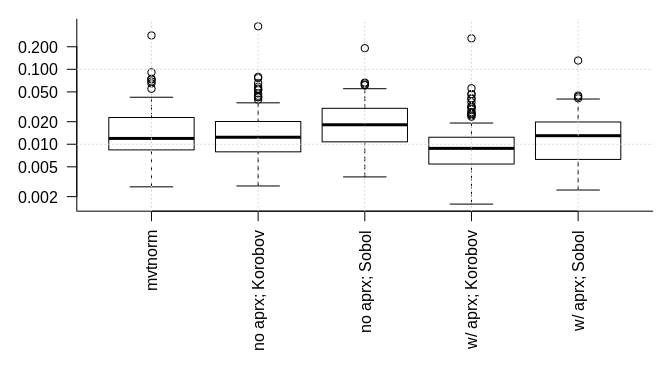 0.200
0.100
0.050
0.020
0.010
0.005
0.002
mvtnorm
no aprx; Korobov
no aprx; Sobol
w/ aprx; Korobov
w/ aprx; Sobol